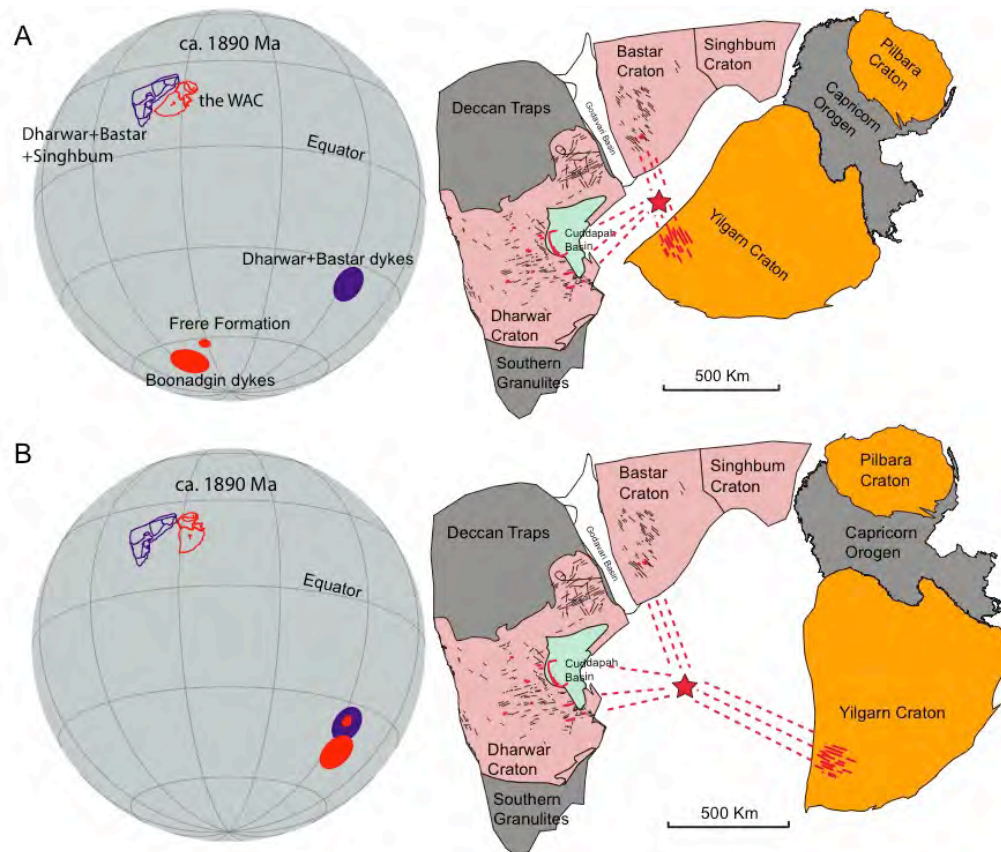 A
ca. 1890 Ma
the WAC
Dharwar+Bastar
+Singhbum
Equator
Dharwar+Bastar dykes
Frere Formation
Boonadgin dykes
Deccan Traps
Godavari Basin
Bastar
Craton
Singhbum
Craton
Pilbara
Craton
Capricorn
Orogen
Yilgarn Craton
Cuddapah
Basin
Dharwar
Craton
Southern
Granulites
500 Km
B
ca. 1890 Ma
Equator
Deccan Traps
Godavari Basin
Bastar
Craton
Singhbum
Craton
Pilbara
Craton
Capricorn
Orogen
Yilgarn Craton
Cuddapah
Basin
Dharwar
Craton
Southern
Granulites
500 Km